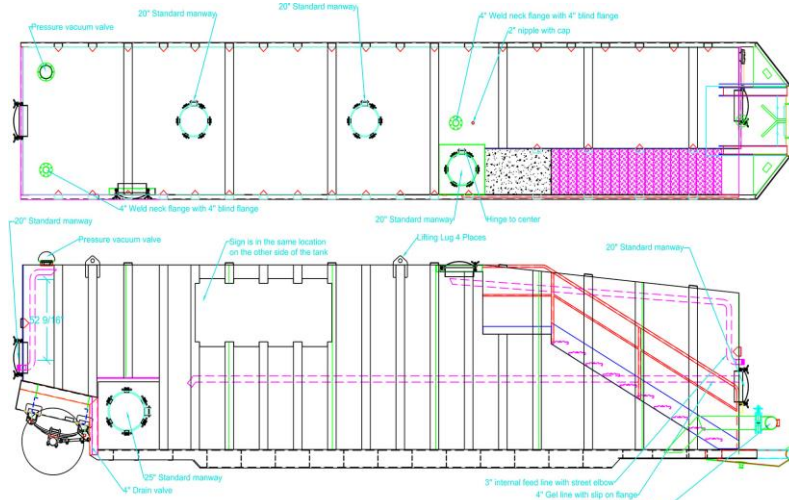 20" Standard manway
20" Standard manway
4" Weld neck flange with 4" blind flange
Pressure vacuum valve
2" nipple with cap
4" Weld neck flange with 4" blind flange
20" Standard manway
Hinge to center
20" Standard manway
Pressure vacuum valve
Sign is in the same location
on the other side of the tank
Lifting Lug 4 Places
20" Standard manway
52 9/16"
25" Standard manway
4" Drain valve
3" internal feed line with street elbow
4" Gel line with slip on flange